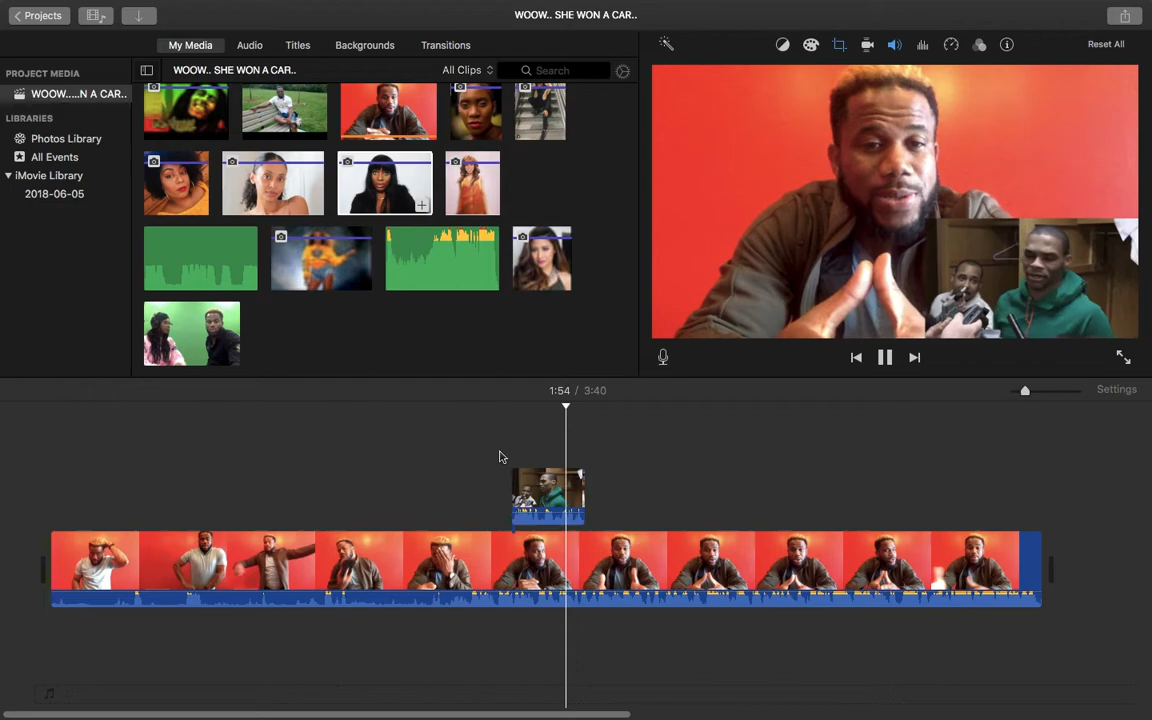 Projects
WOOW.. SHE WON A CAR..
My Media
Audio
Titles
Backgrounds
Transitions
Reset All
PROJECT MEDIA
WOOW.. SHE WON A CAR..
All Clips
Search
WOOW.....N A CAR..
LIBRARIES
Photos Library
All Events
iMovie Library
2018-06-05
1:54 / 3:40
Settings